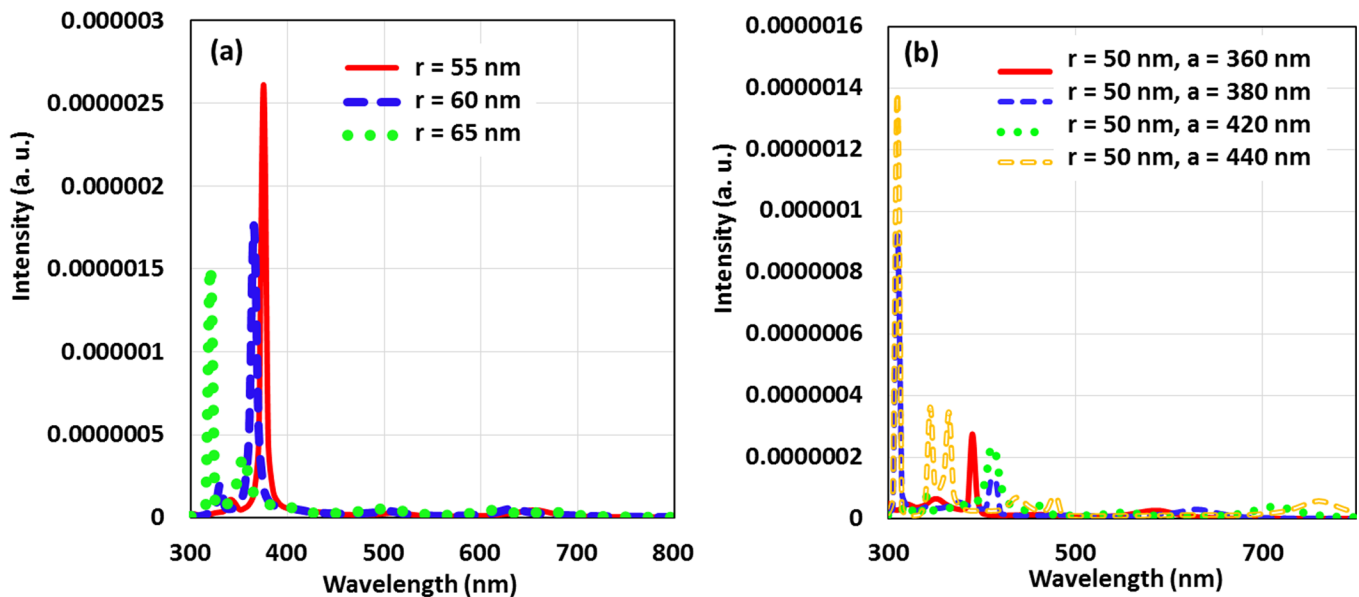 (a)
r = 55 nm
r = 60 nm
r = 65 nm
Intensity (a. u.)
0.000003
0.0000025
0.000002
0.0000015
0.000001
0.0000005
0
300 400 500 600 700 800
Wavelength (nm)
(b)
r = 50 nm, a = 360 nm
r = 50 nm, a = 380 nm
r = 50 nm, a = 420 nm
r = 50 nm, a = 440 nm
Intensity (a. u.)
0.0000016
0.0000014
0.0000012
0.000001
0.0000008
0.0000006
0.0000004
0.0000002
0
300 500 700
Wavelength (nm)